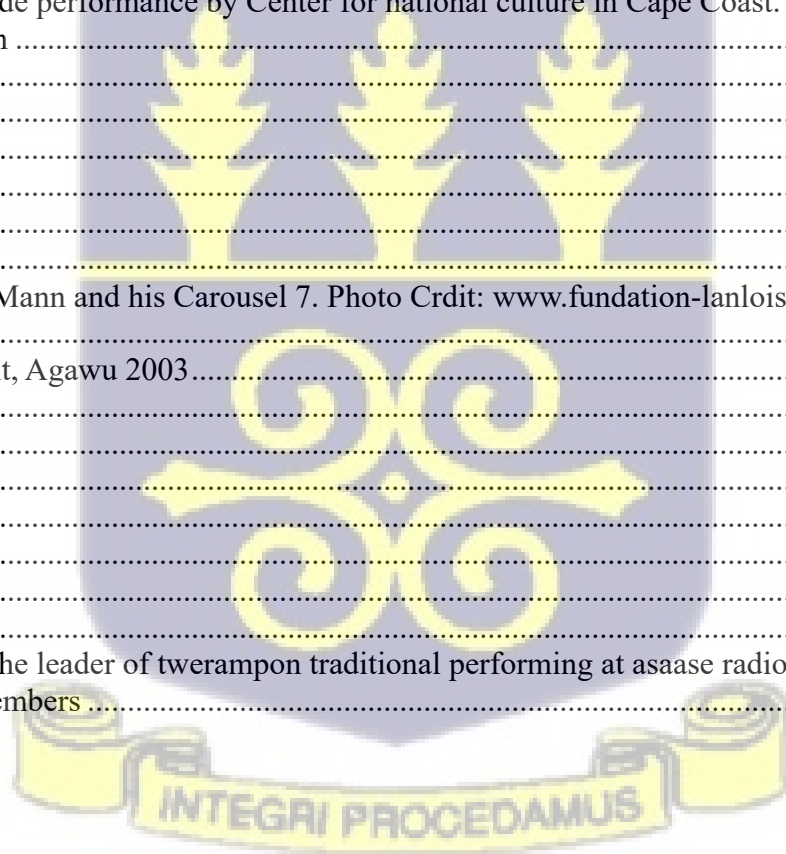 de performance by Center for national culture in Cape Coast.
n ........................................................................................................
........................................................................................................
........................................................................................................
........................................................................................................
........................................................................................................
........................................................................................................
........................................................................................................
Mann and his Carousel 7. Photo Crdit: www.fundation-lanlois
........................................................................................................
t, Agawu 2003........................................................................................
........................................................................................................
........................................................................................................
........................................................................................................
........................................................................................................
........................................................................................................
........................................................................................................
........................................................................................................
he leader of twerampon traditional performing at asaase radio
embers ................................................................................................
INTEGRI PROCEDAMUS